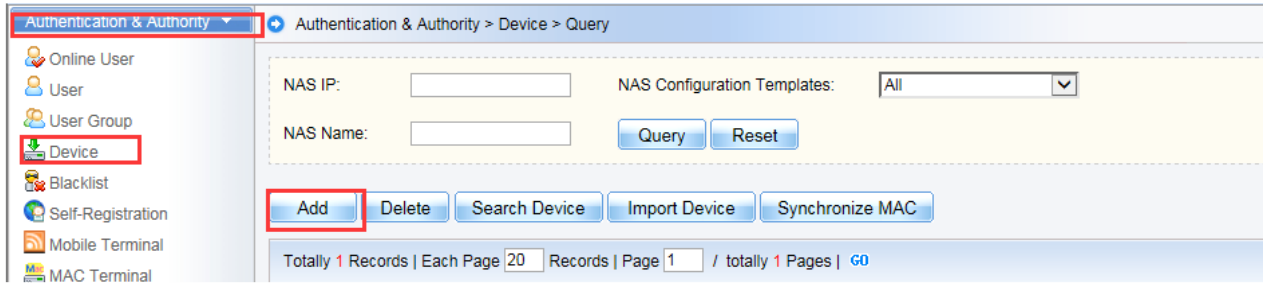 Authentication & Authority
Authentication & Authority > Device > Query
Online User
User
User Group
Device
Blacklist
Self-Registration
Mobile Terminal
MAC Terminal
NAS IP:
NAS Configuration Templates: All
NAS Name:
Query Reset
Add Delete Search Device Import Device Synchronize MAC
Totally 1 Records | Each Page 20 Records | Page 1 / totally 1 Pages | GO